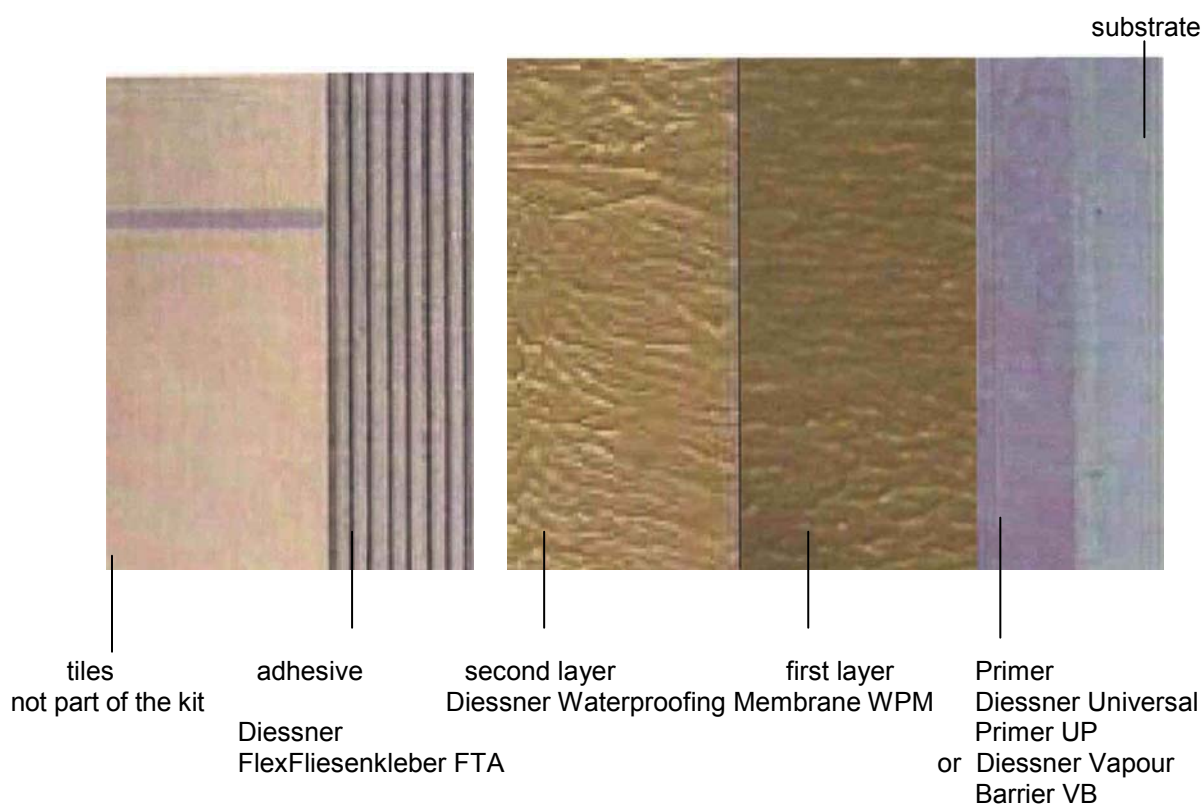 substrate
tiles
not part of the kit
adhesive
Diessner
FlexFliesenkleber FTA
second layer
first layer
Diessner Waterproofing Membrane WPM
Primer
Diessner Universal
Primer UP
or Diessner Vapour
Barrier VB